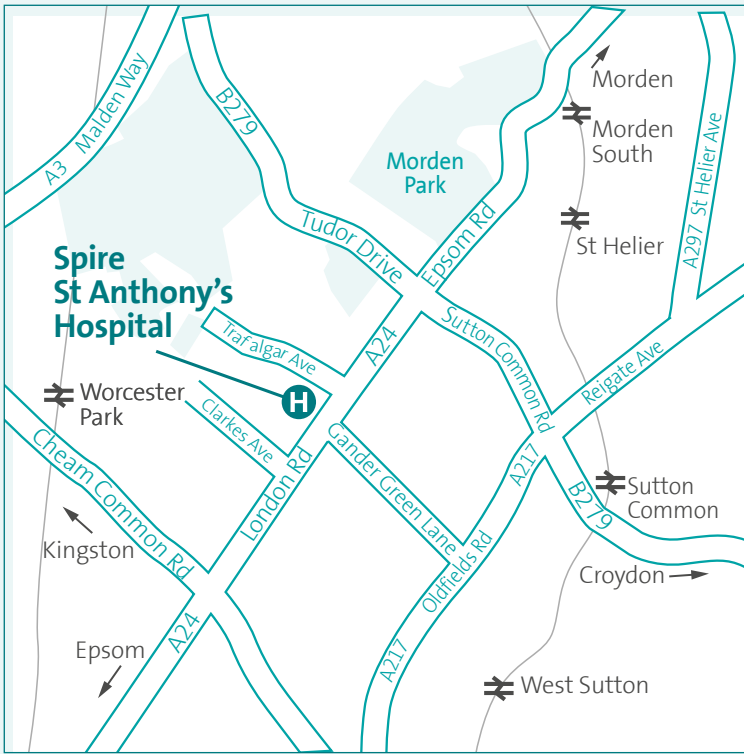 A3 Malden Way
B279
Morden
Morden
South
Morden
Park
A297 St Helier Ave
Tudor Drive
Epsom Rd
St Helier
Spire
St Anthony's
Hospital
Trafalgar Ave
A24
Sutton Common Rd
Reigate Ave
H
Worcester
Park
Clarkes Ave
Gander Green Lane
A217
Cheam Common Rd
London Rd
B279
Sutton
Common
Kingston
Oldfields Rd
Croydon
A24
Epsom
A217
West Sutton